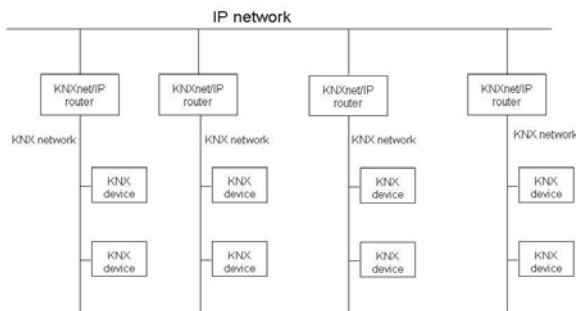 IP network
KNXnet/IP
router
KNXnet/IP
router
KNXnet/IP
router
KNXnet/IP
router
KNX network
KNX network
KNX network
KNX network
KNX
device
KNX
device
KNX
device
KNX
device
KNX
device
KNX
device
KNX
device
KNX
device